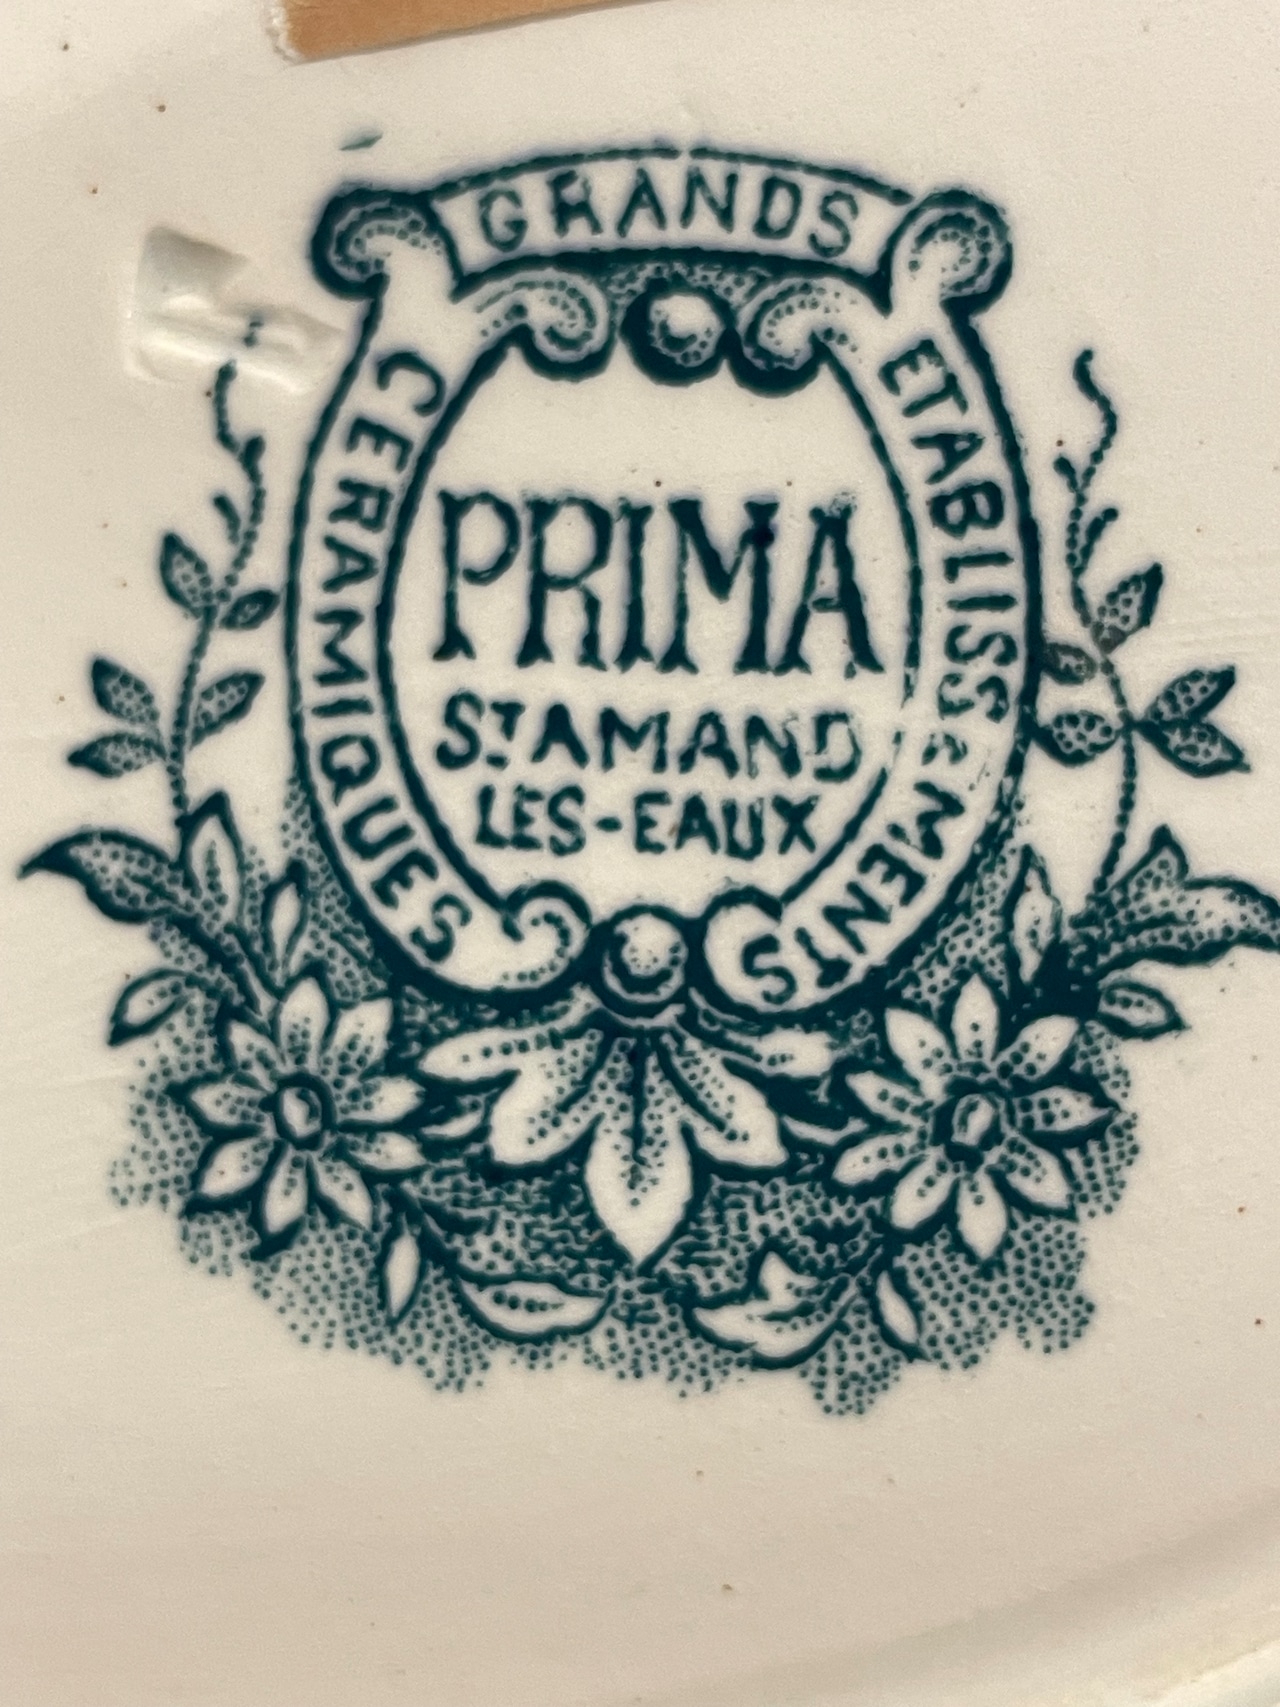 GRANDS
ETABLISSEMENTS
CERAMIQUES
PRIMA
ST AMAND
LES-EAUX